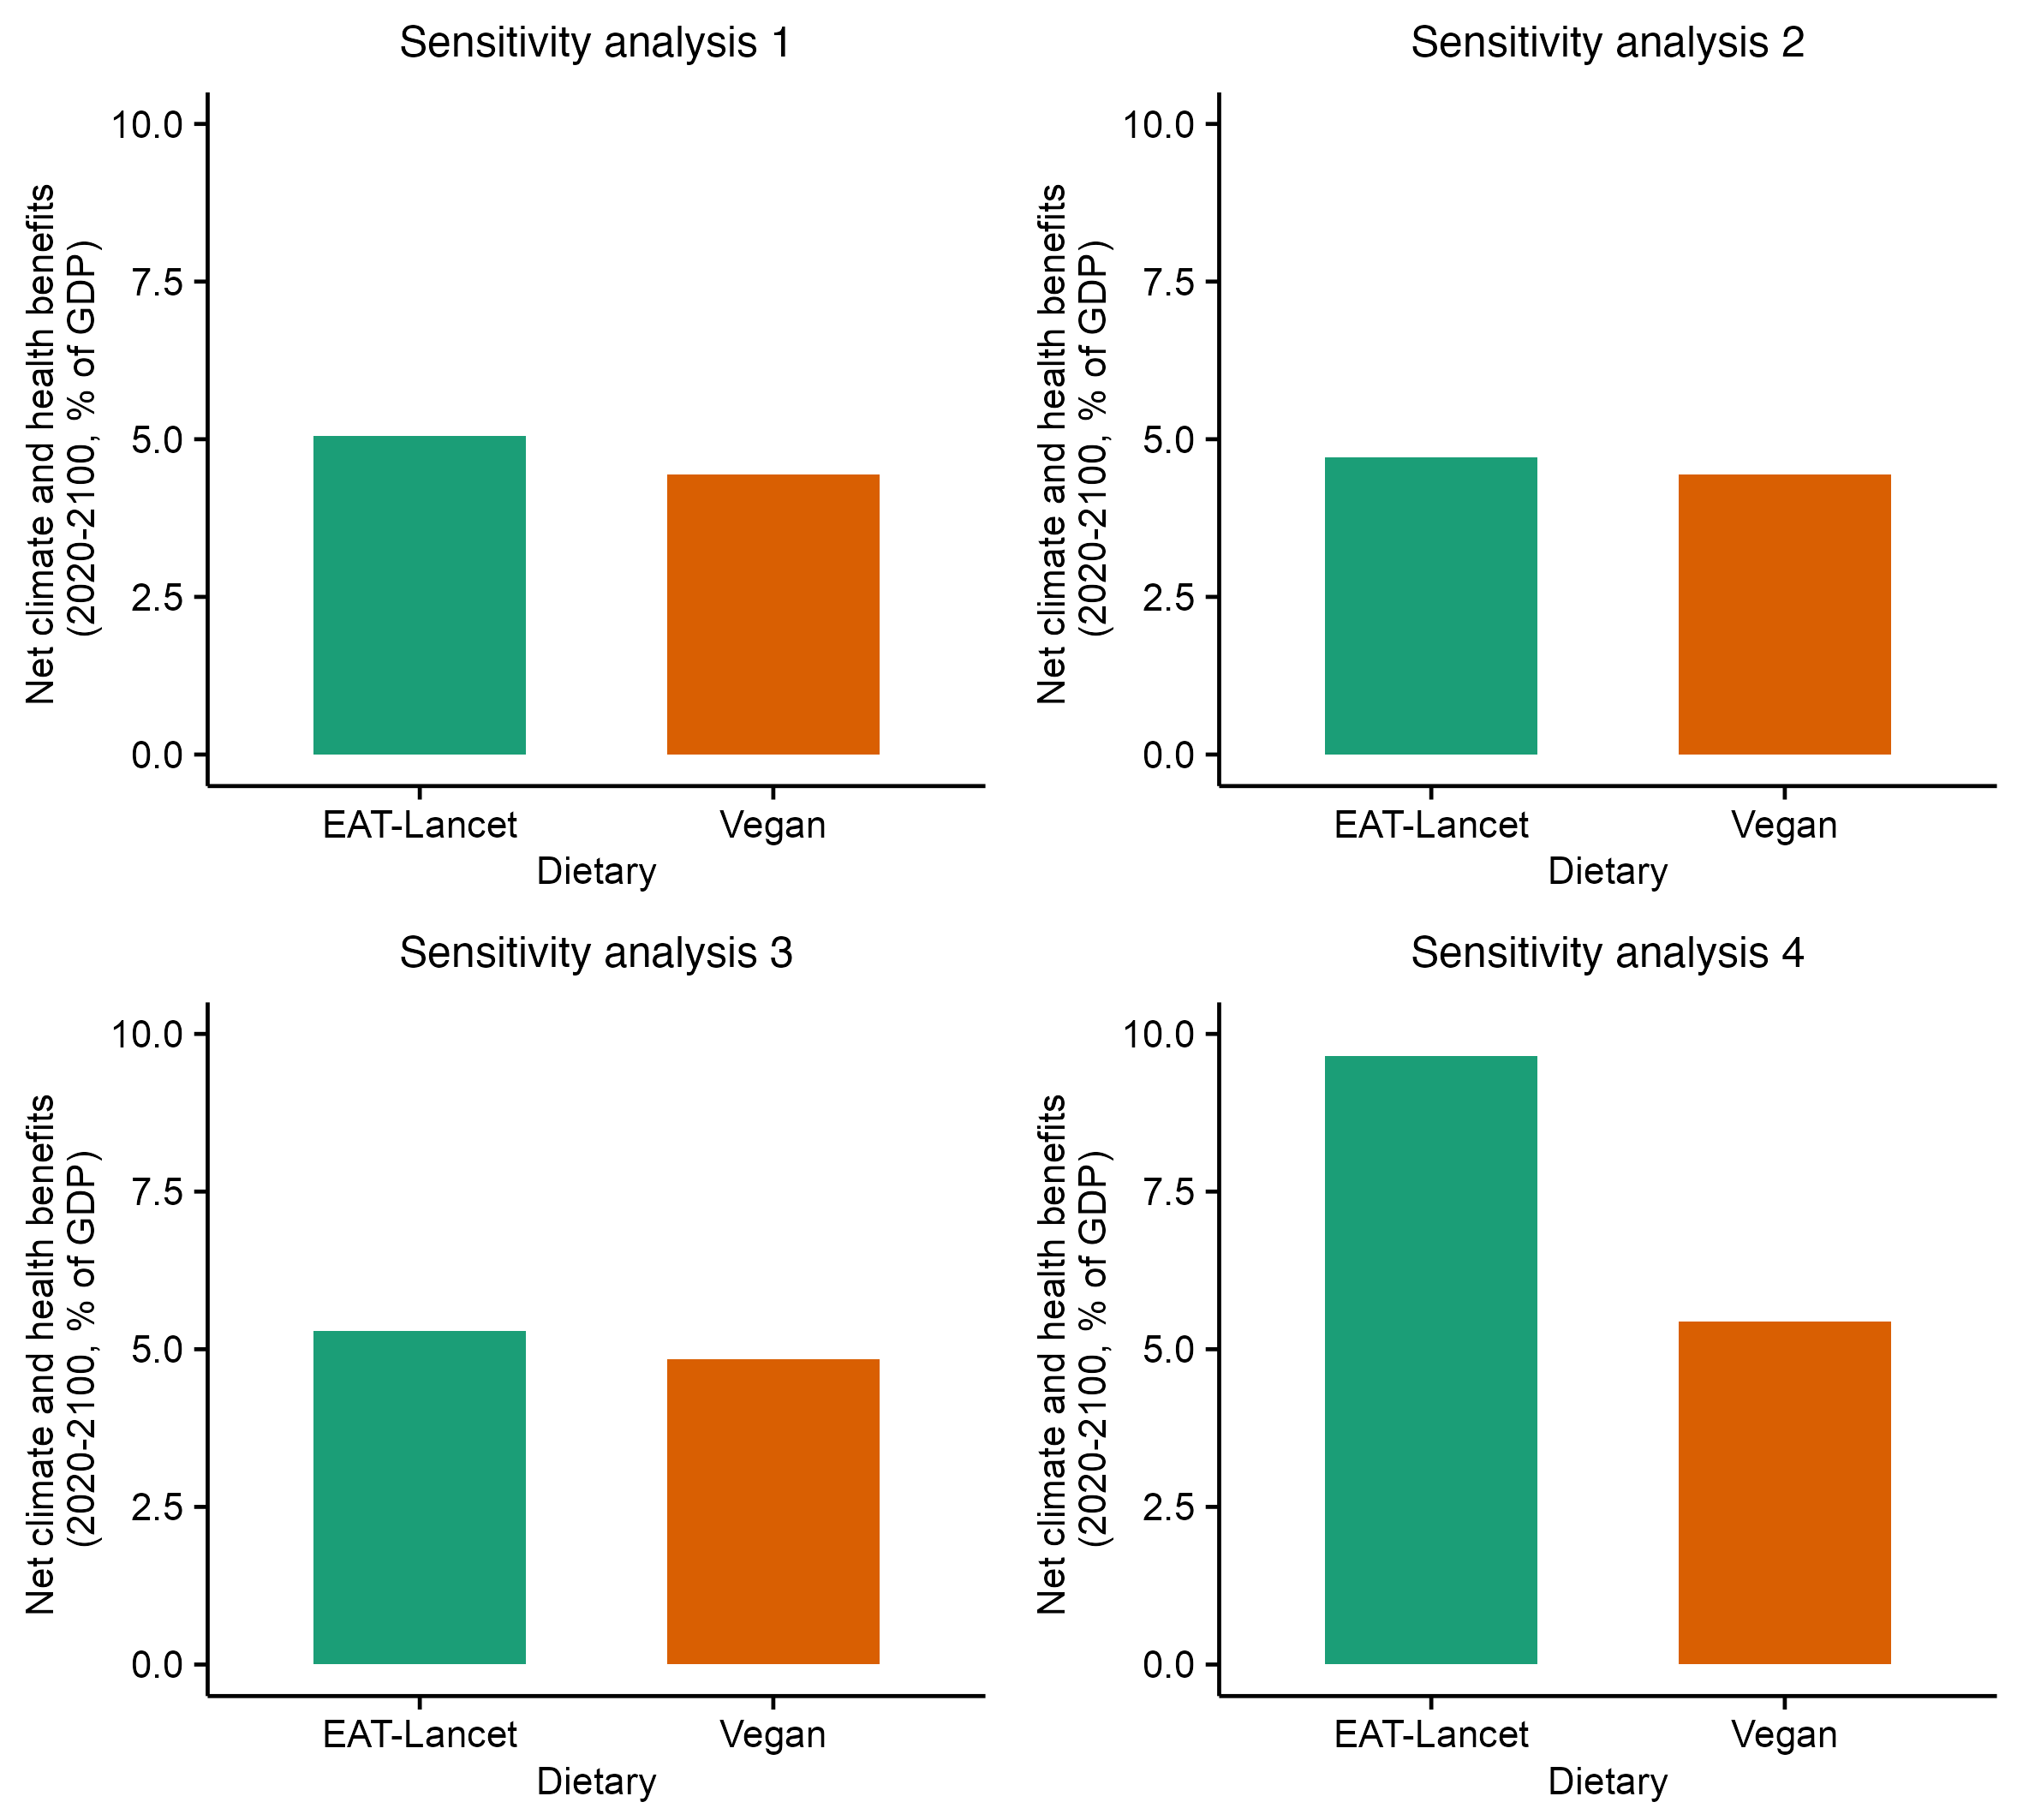 Sensitivity analysis 1
Net climate and health benefits
(2020-2100, % of GDP)
10.0
7.5
5.0
2.5
0.0
EAT-Lancet Vegan
Dietary
Sensitivity analysis 2
Net climate and health benefits
(2020-2100, % of GDP)
10.0
7.5
5.0
2.5
0.0
EAT-Lancet Vegan
Dietary
Sensitivity analysis 3
Net climate and health benefits
(2020-2100, % of GDP)
10.0
7.5
5.0
2.5
0.0
EAT-Lancet Vegan
Dietary
Sensitivity analysis 4
Net climate and health benefits
(2020-2100, % of GDP)
10.0
7.5
5.0
2.5
0.0
EAT-Lancet Vegan
Dietary